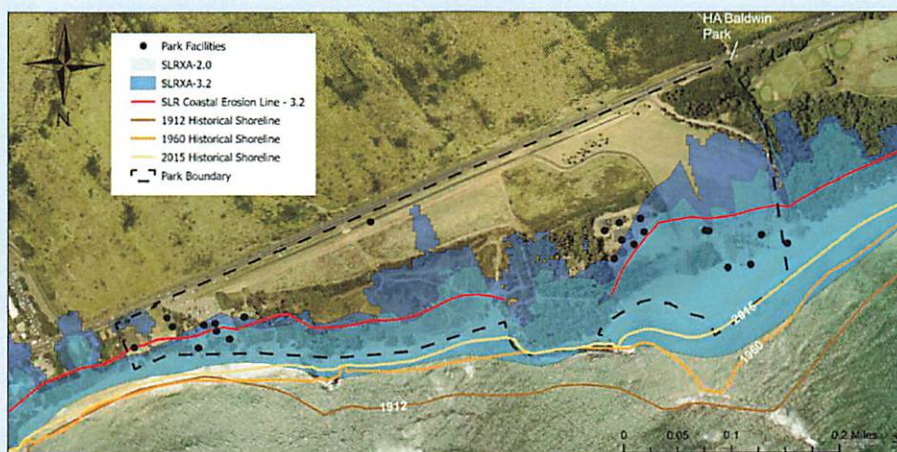 HA Baldwin
Park
Park Facilities
SLRXA-2.0
SLRXA-3.2
SLR Coastal Erosion Line - 3.2
1912 Historical Shoreline
1960 Historical Shoreline
2015 Historical Shoreline
Park Boundary
N
2015
1960
1912
0 0.05 0.1 0.2 Miles